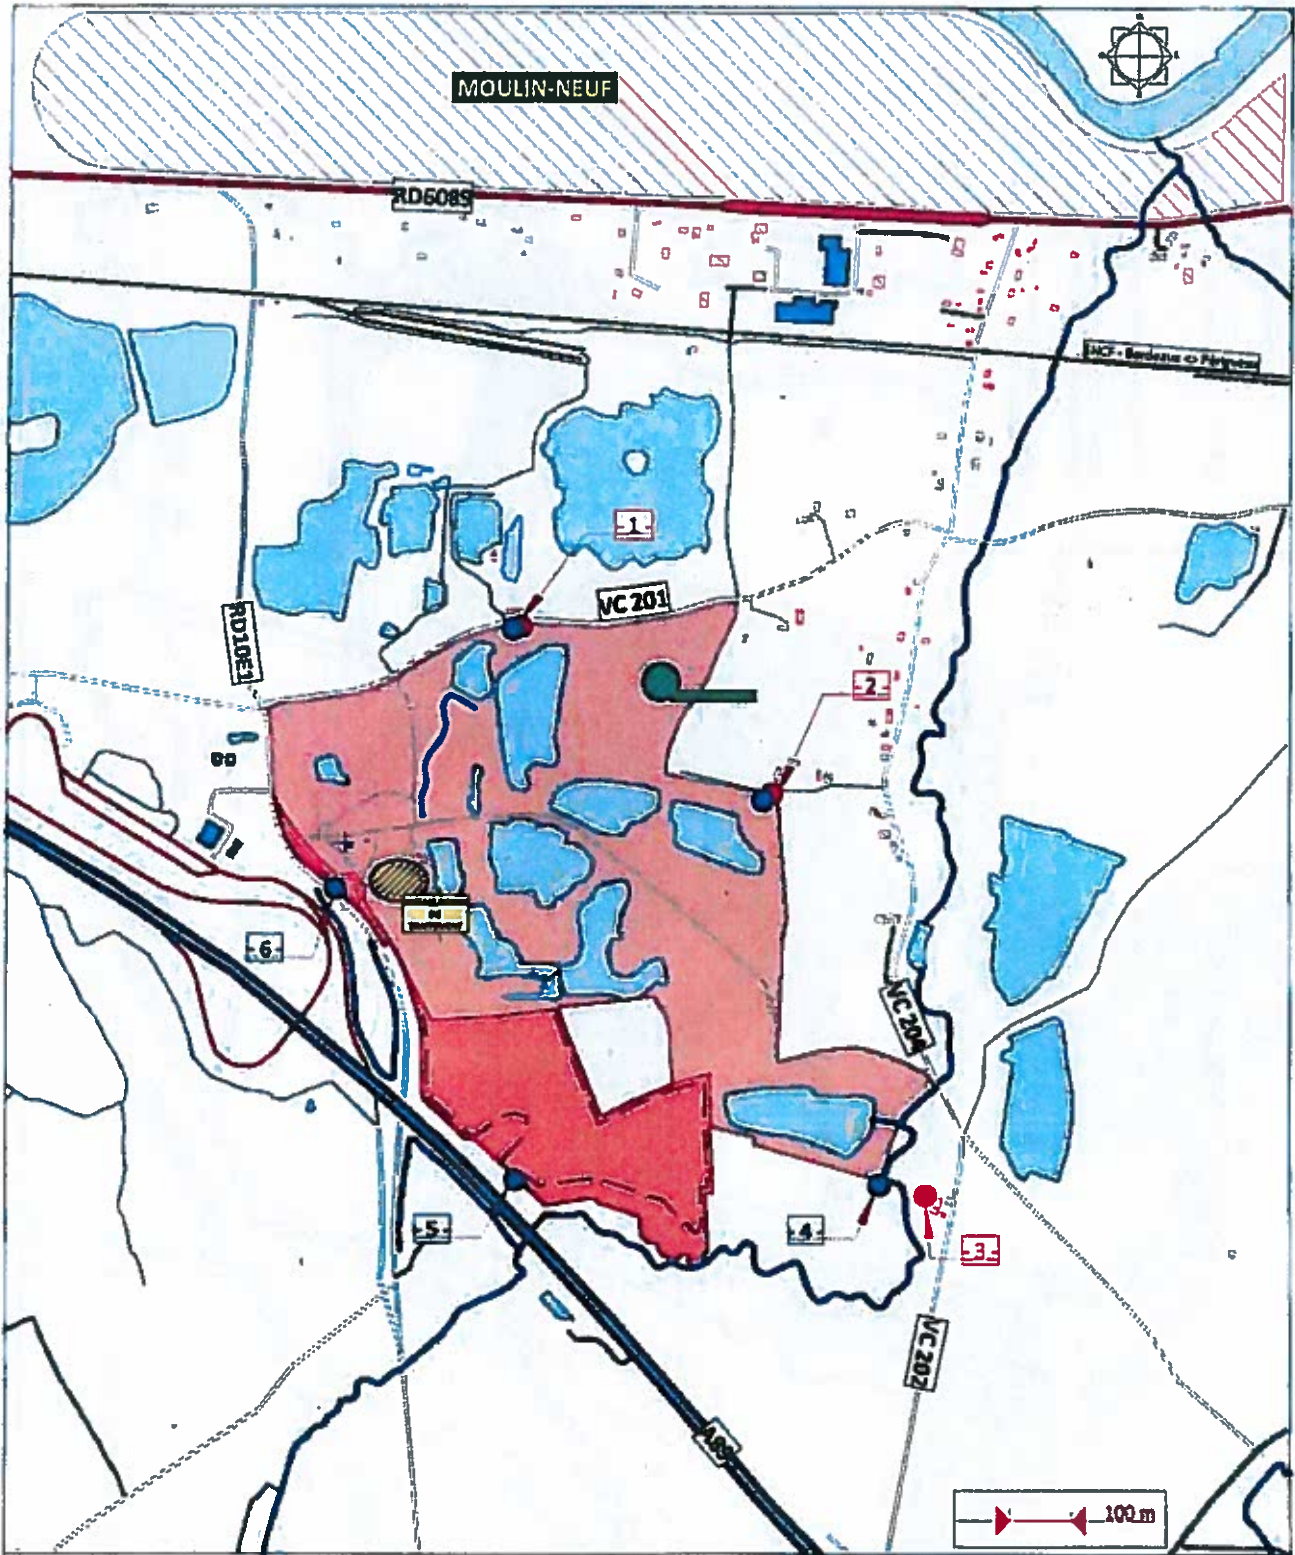 MOULIN-NEUF
RD6089
SNCF - Bordeaux <> Périgueux
-1-
VC 201
RD10E1
-2-
-6-
VC 204
-5-
-4-
-3-
VC 202
A89
100 m